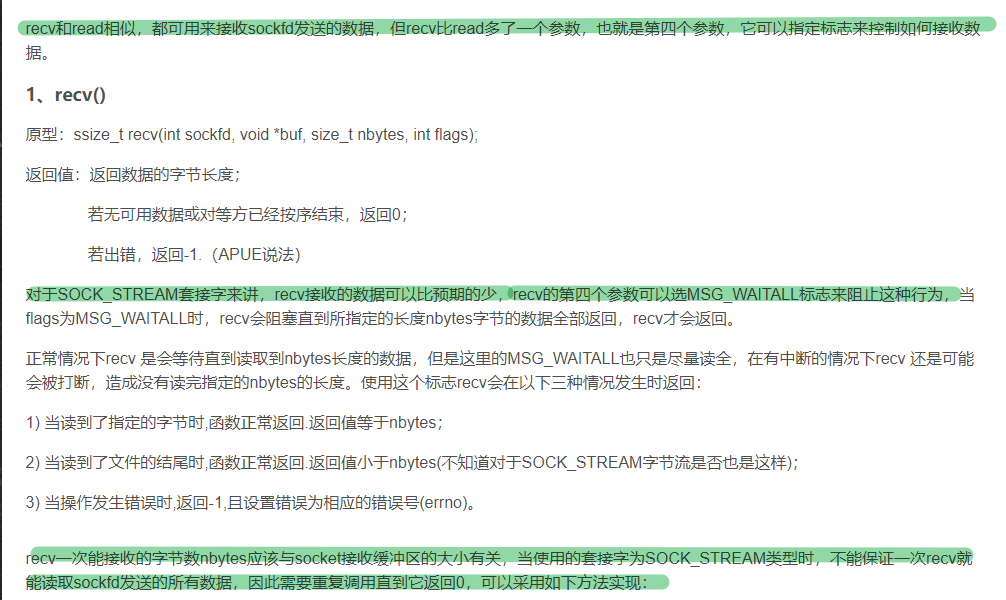 recv和read相似，都可用来接收sockfd发送的数据，但recv比read多了一个参数，也就是第四个参数，它可以指定标志来控制如何接收数
据。
1、recv()
原型：ssize_t recv(int sockfd, void *buf, size_t nbytes, int flags);
返回值：返回数据的字节长度；
若无可用数据或对等方已经按序结束，返回0；
若出错，返回-1.（APUE说法）
对于SOCK_STREAM套接字来讲，recv接收的数据可以比预期的少，recv的第四个参数可以选MSG_WAITALL标志来阻止这种行为，当
flags为MSG_WAITALL时，recv会阻塞直到所指定的长度nbytes字节的数据全部返回，recv才会返回。
正常情况下recv 是会等待直到读取到nbytes长度的数据，但是这里的MSG_WAITALL也只是尽量读全，在有中断的情况下recv 还是可能
会被打断，造成没有读完指定的nbytes的长度。使用这个标志recv会在以下三种情况发生时返回：
1) 当读到了指定的字节时,函数正常返回.返回值等于nbytes；
2) 当读到了文件的结尾时,函数正常返回.返回值小于nbytes(不知道对于SOCK_STREAM字节流是否也是这样)；
3) 当操作发生错误时,返回-1,且设置错误为相应的错误号(errno)。
recv一次能接收的字节数nbytes应该与socket接收缓冲区的大小有关，当使用的套接字为SOCK_STREAM类型时，不能保证一次recv就
能读取sockfd发送的所有数据，因此需要重复调用直到它返回0，可以采用如下方法实现：